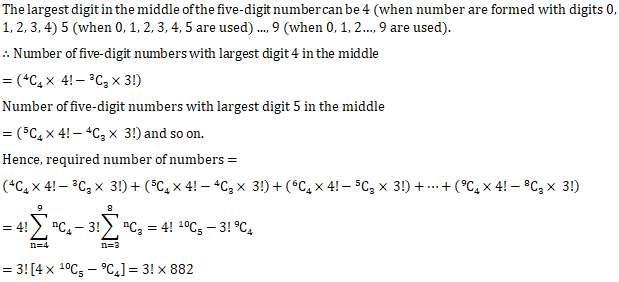 The largest digit in the middle of the five-digit number can be 4 (when number are formed with digits 0,
1, 2, 3, 4) 5 (when 0, 1, 2, 3, 4, 5 are used) ..., 9 (when 0, 1, 2..., 9 are used).
∴ Number of five-digit numbers with largest digit 4 in the middle
= (⁴C₄ × 4! − ³C₃ × 3!)
Number of five-digit numbers with largest digit 5 in the middle
= (⁵C₄ × 4! − ⁴C₃ × 3!) and so on.
Hence, required number of numbers =
(⁴C₄ × 4! − ³C₃ × 3!) + (⁵C₄ × 4! − ⁴C₃ × 3!) + (⁶C₄ × 4! − ⁵C₃ × 3!) + ⋯ + (⁹C₄ × 4! − ⁸C₃ × 3!)
= 4! ∑_{n=4}^{9} ⁿC₄ − 3! ∑_{n=3}^{8} ⁿC₃ = 4! ¹⁰C₅ − 3! ⁹C₄
= 3! [4 × ¹⁰C₅ − ⁹C₄] = 3! × 882